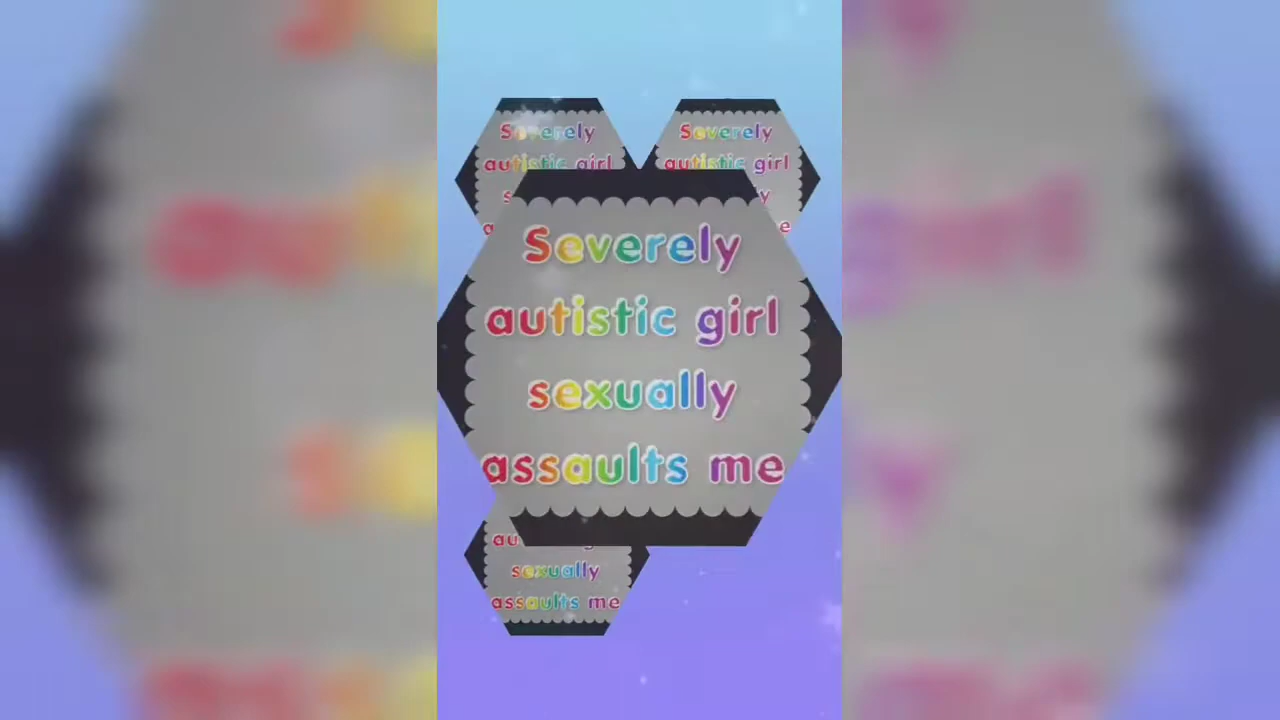 Severely
autistic girl
Severely
autistic girl
Severely
autistic girl
sexually
assaults me
sexually
assaults me